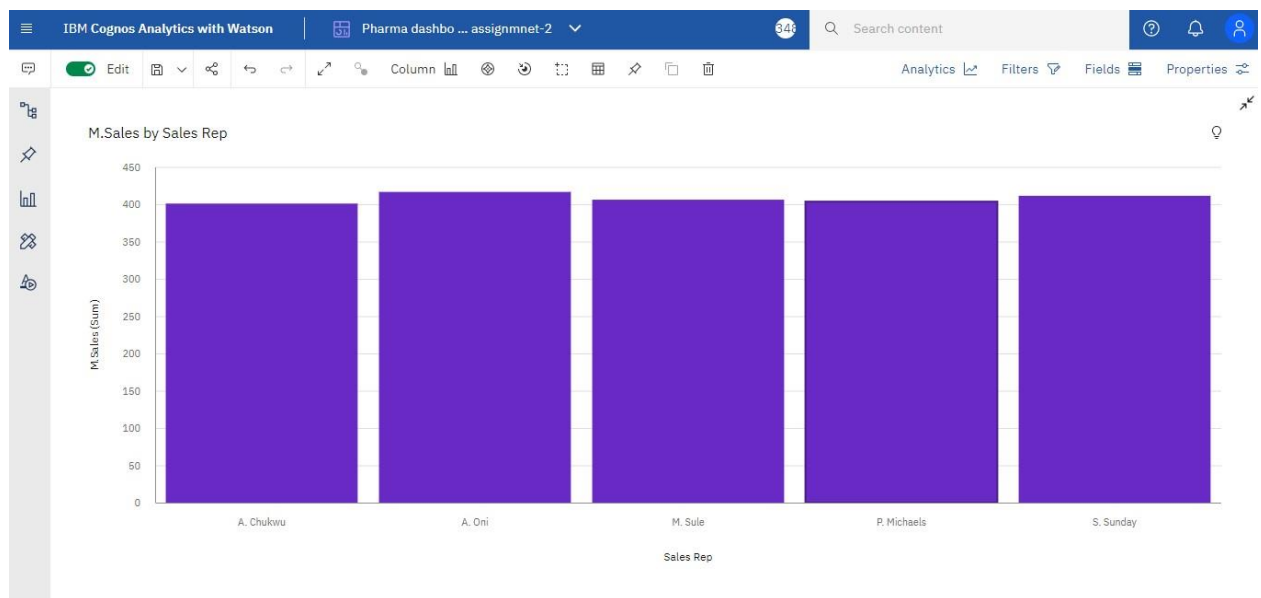 IBM Cognos Analytics with Watson
Pharma dashbo ... assignmnet-2
348
Search content
Edit
Column
Analytics
Filters
Fields
Properties
M.Sales by Sales Rep
450
400
350
300
250
200
150
100
50
0
M.Sales (Sum)
A. Chukwu
A. Oni
M. Sule
P. Michaels
S. Sunday
Sales Rep